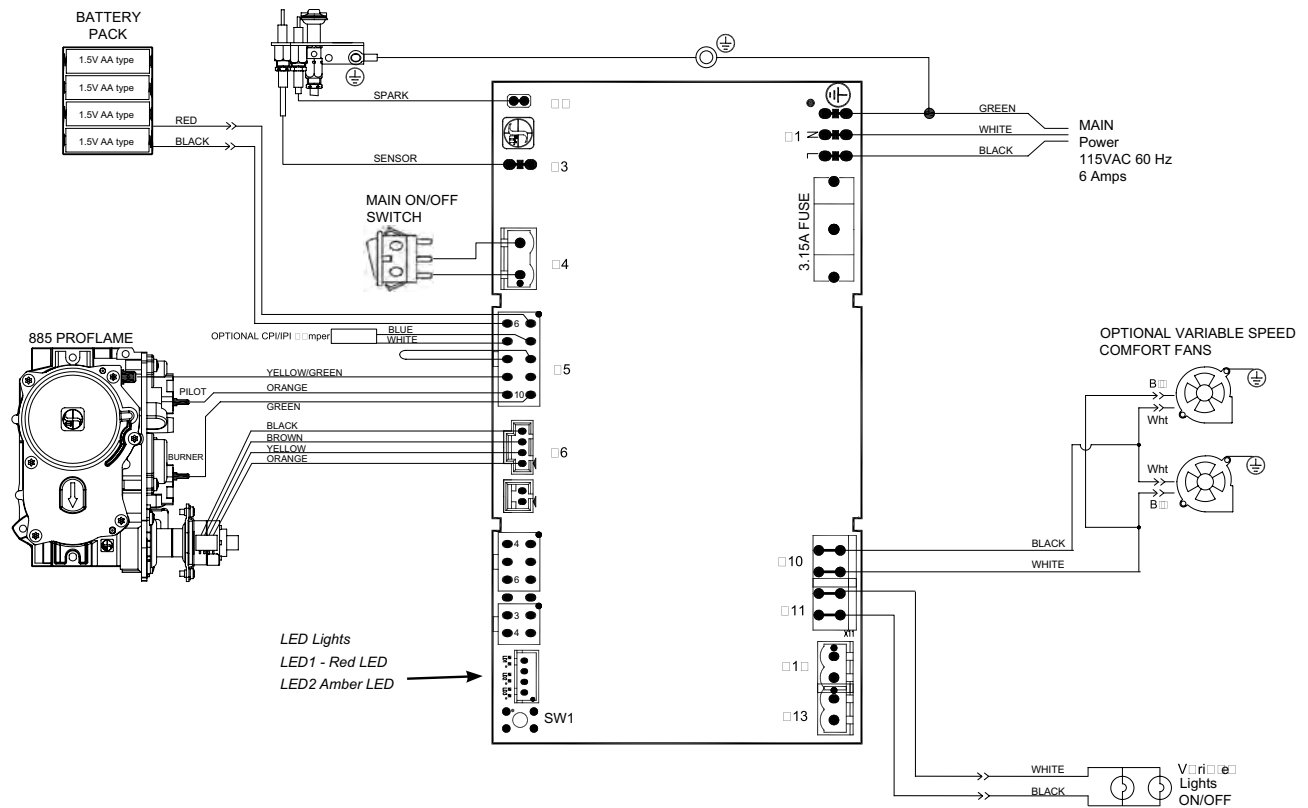 BATTERY
PACK
1.5V AA type
1.5V AA type
1.5V AA type
1.5V AA type
RED
BLACK
SPARK
SENSOR
3
MAIN ON/OFF
SWITCH
4
1
N
L
GREEN
WHITE
BLACK
MAIN
Power
115VAC 60 Hz
6 Amps
3.15A FUSE
885 PROFLAME
OPTIONAL CPI/IPI
BLUE
WHITE
6
5
10
YELLOW/GREEN
PILOT
ORANGE
GREEN
BLACK
BROWN
YELLOW
ORANGE
6
BURNER
OPTIONAL VARIABLE SPEED
COMFORT FANS
Wht
Wht
4
6
3
4
BLACK
WHITE
10
11
X11
13
LED Lights
LED1 - Red LED
LED2 Amber LED
SW1
WHITE
BLACK
Lights
ON/OFF